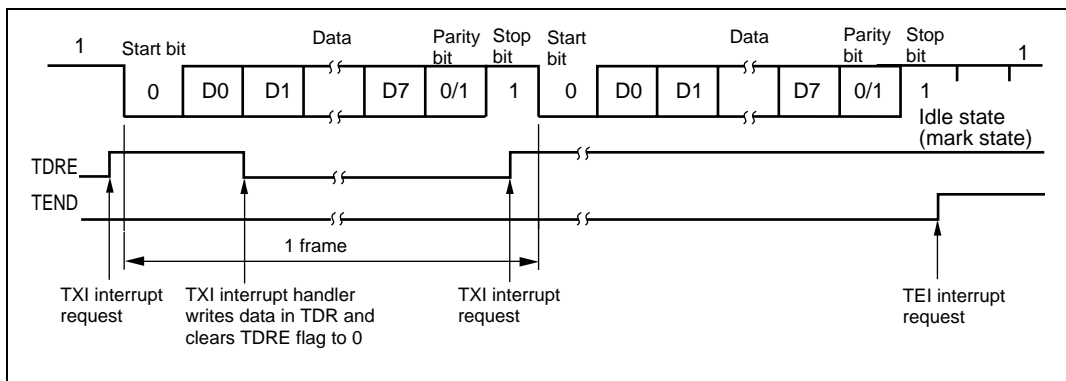 1
Start bit
Data
Parity bit
Stop bit
Start bit
Data
Parity bit
Stop bit
1
0 D0 D1 D7 0/1 1 0 D0 D1 D7 0/1 1
Idle state
(mark state)
TDRE
TEND
1 frame
TXI interrupt
request
TXI interrupt handler
writes data in TDR and
clears TDRE flag to 0
TXI interrupt
request
TEI interrupt
request